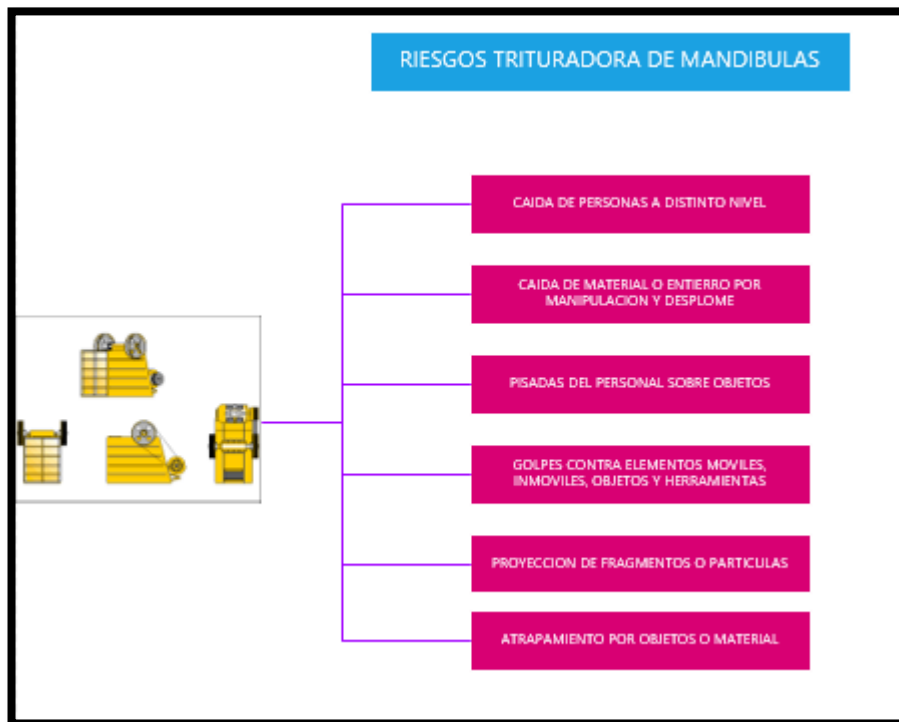 RIESGOS TRITURADORA DE MANDIBULAS
CAIDA DE PERSONAS A DISTINTO NIVEL
CAIDA DE MATERIAL O ENTIERRO POR
MANIPULACION Y DESPLOME
PISADAS DEL PERSONAL SOBRE OBJETOS
GOLPES CONTRA ELEMENTOS MOVILES,
INMOVILES, OBJETOS Y HERRAMIENTAS
PROYECCION DE FRAGMENTOS O PARTICULAS
ATRAPAMIENTO POR OBJETOS O MATERIAL